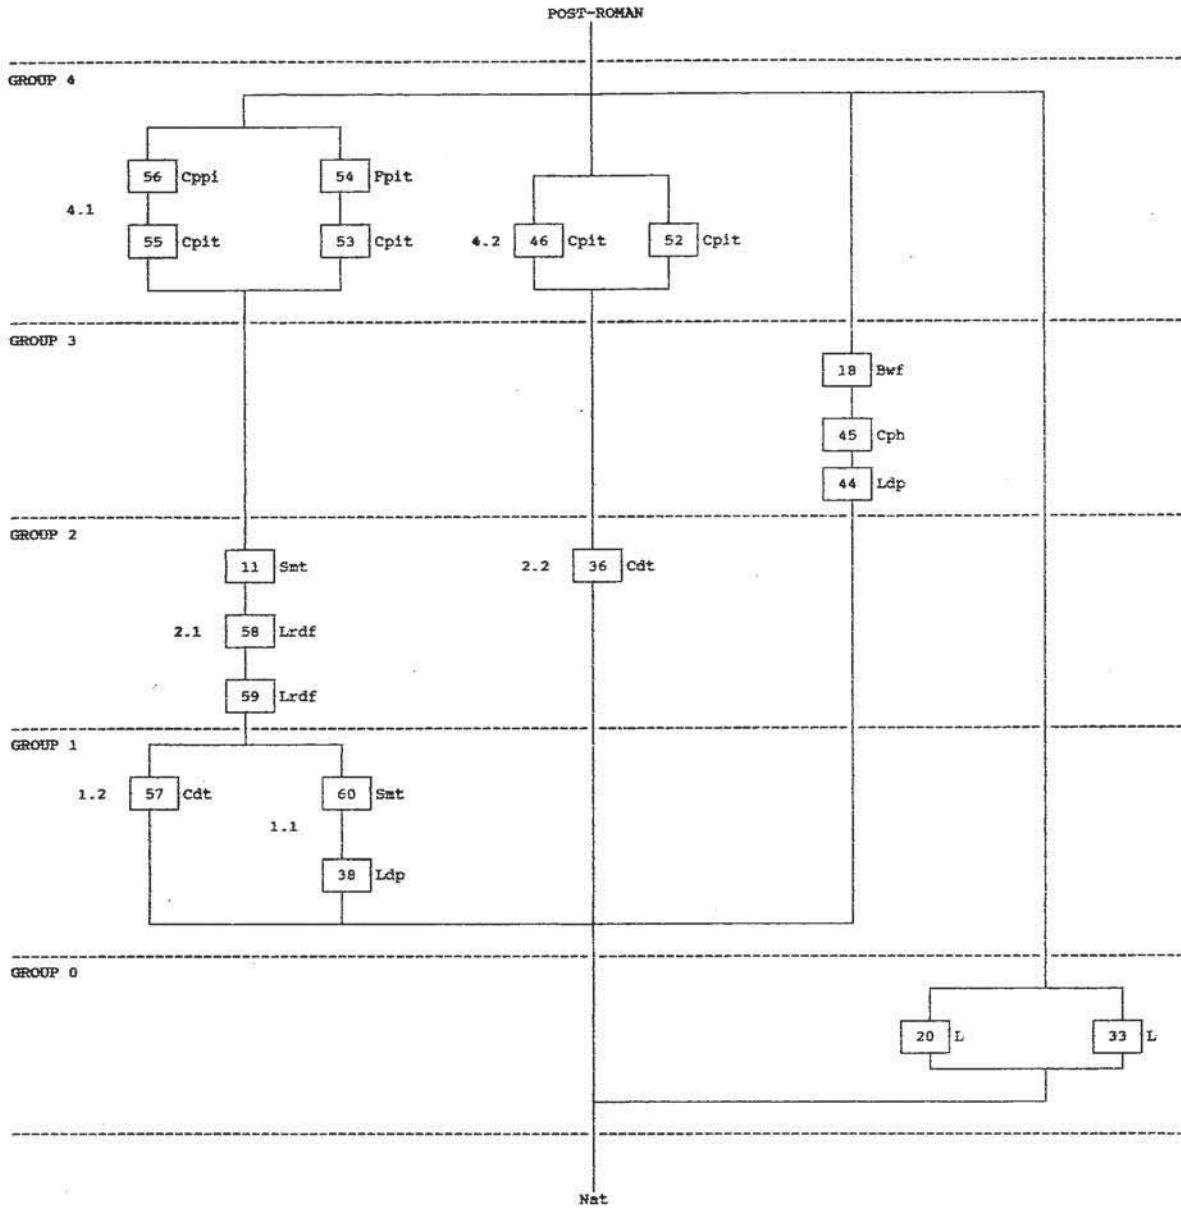 POST-ROMAN
GROUP 4
56 Cppi 54 Fpit
4.1
55 Cpit 53 Cpit 4.2 46 Cpit 52 Cpit
GROUP 3
18 Bwf
45 Cph
44 Ldp
GROUP 2
11 Smt 2.2 36 Cdt
2.1 58 Lrdf
59 Lrdf
GROUP 1
1.2 57 Cdt 60 Smt
1.1
38 Ldp
GROUP 0
20 L 33 L
Nat